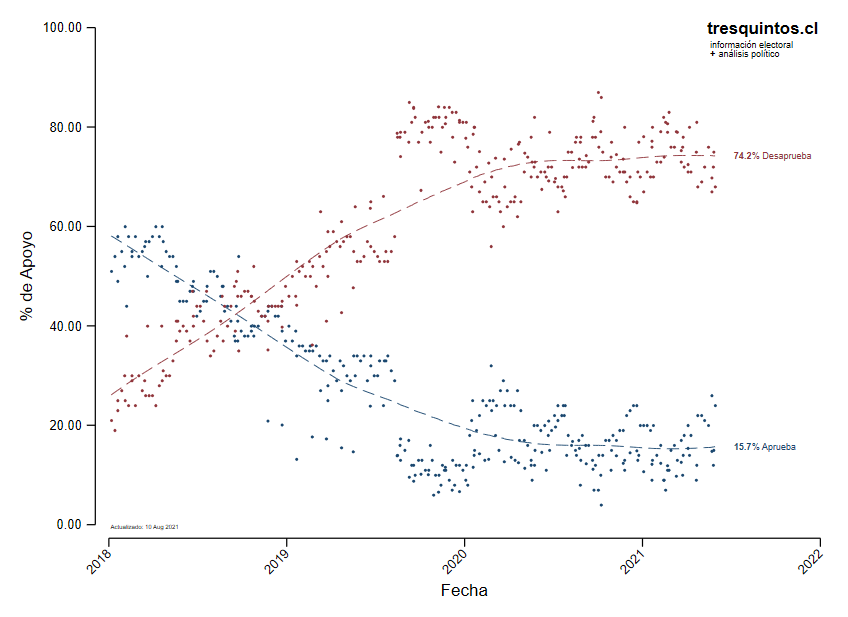 tresquintos.cl
información electoral
+ análisis político
100.00
80.00
60.00
40.00
20.00
0.00
% de Apoyo
74.2% Desaprueba
15.7% Aprueba
Actualizado: 10 Aug 2021
2018
2019
2020
2021
2022
Fecha